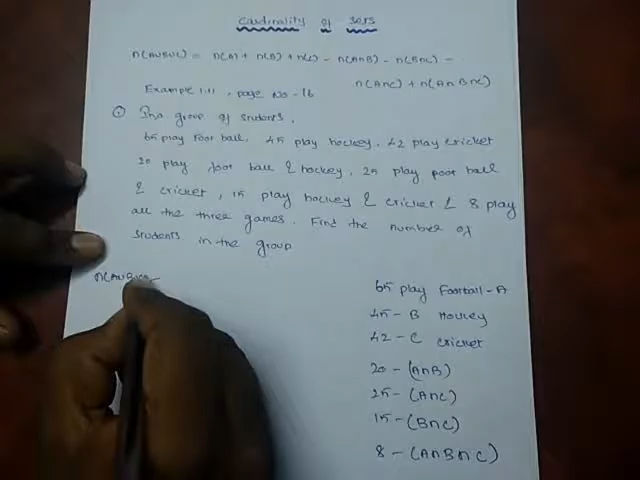 Cardinality of sets
n(AUBUC) = n(A) + n(B) + n(C) - n(A∩B) - n(B∩C) -
n(A∩C) + n(A∩B∩C)
Example 1.11, page No - 16
① In a group of students,
65 play foot ball, 45 play hockey, 42 play cricket
20 play foot ball & hockey, 25 play foot ball
& cricket, 15 play hockey & cricket & 8 play
all the three games. Find the number of
students in the group
n(AUBUC
65 play Football - A
45 - B Hockey
42 - C cricket
20 - (A∩B)
25 - (A∩C)
15 - (B∩C)
8 - (A∩B∩C)